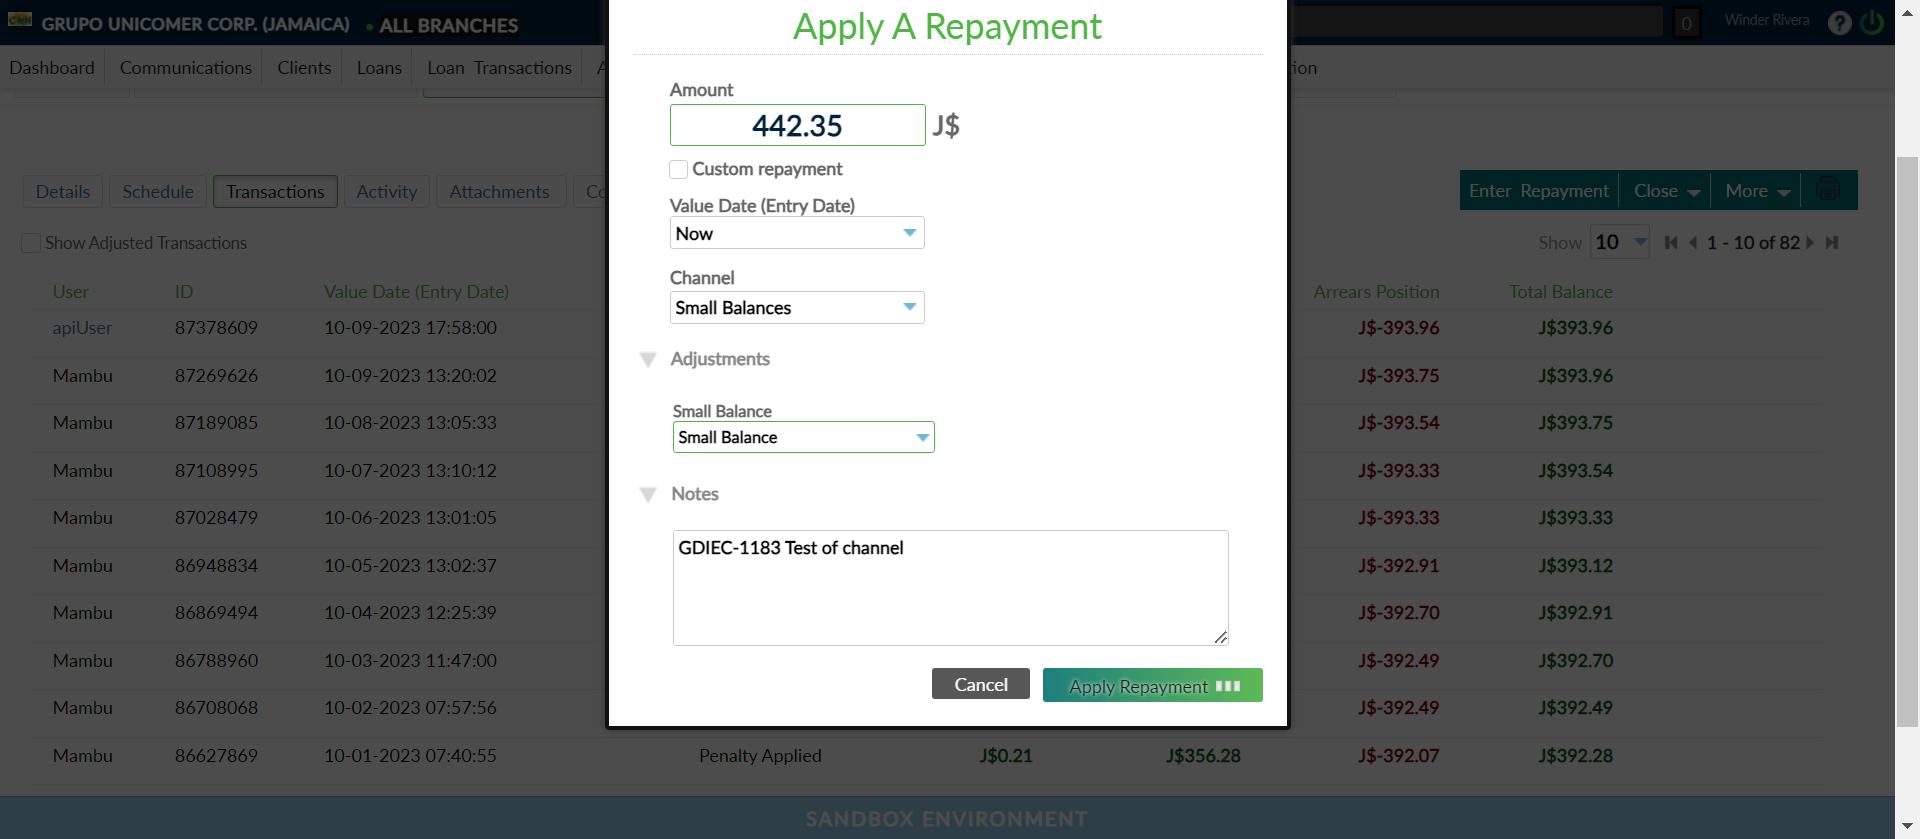 GRUPO UNICOMER CORP. (JAMAICA) • ALL BRANCHES
0
Winder Rivera
?
Dashboard
Communications
Clients
Loans
Loan Transactions
Apply A Repayment
Amount
442.35 J$
Custom repayment
Value Date (Entry Date)
Now
Channel
Small Balances
Adjustments
Small Balance
Small Balance
Notes
GDIEC-1183 Test of channel
Cancel
Apply Repayment
Details
Schedule
Transactions
Activity
Attachments
Enter Repayment
Close
More
Show Adjusted Transactions
Show 10 1 - 10 of 82
User ID Value Date (Entry Date) Arrears Position Total Balance
apiUser 87378609 10-09-2023 17:58:00 J$-393.96 J$393.96
Mambu 87269626 10-09-2023 13:20:02 J$-393.75 J$393.96
Mambu 87189085 10-08-2023 13:05:33 J$-393.54 J$393.75
Mambu 87108995 10-07-2023 13:10:12 J$-393.33 J$393.54
Mambu 87028479 10-06-2023 13:01:05 J$-393.33 J$393.33
Mambu 86948834 10-05-2023 13:02:37 J$-392.91 J$393.12
Mambu 86869494 10-04-2023 12:25:39 J$-392.70 J$392.91
Mambu 86788960 10-03-2023 11:47:00 J$-392.49 J$392.70
Mambu 86708068 10-02-2023 07:57:56 J$-392.49 J$392.49
Mambu 86627869 10-01-2023 07:40:55 Penalty Applied J$0.21 J$356.28 J$-392.07 J$392.28
SANDBOX ENVIRONMENT